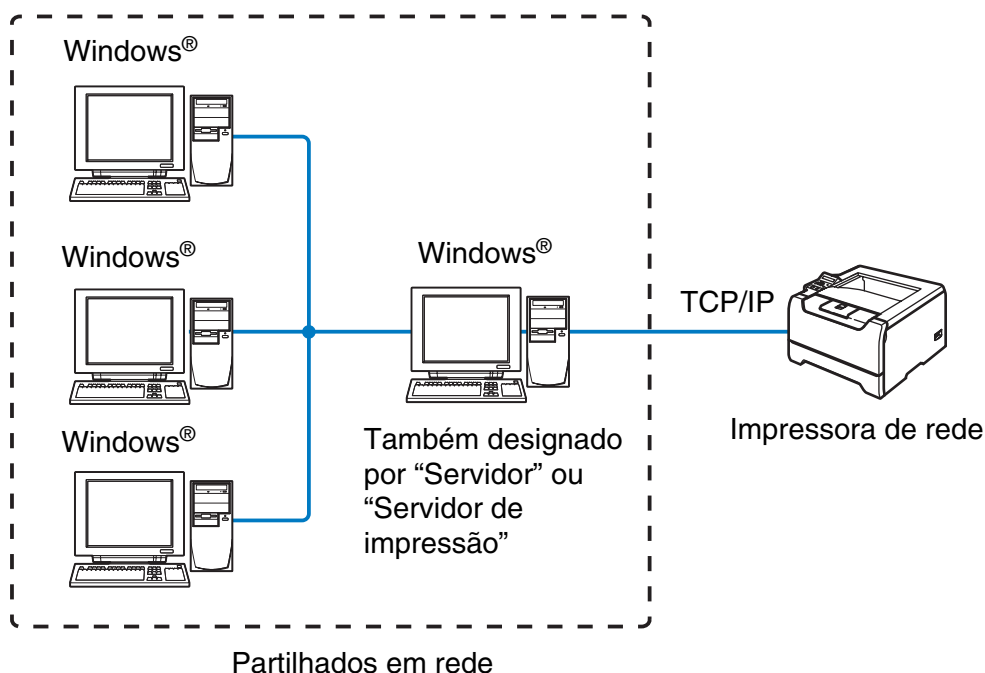 Windows®
Windows®
Windows®
Windows®
Também designado
por “Servidor” ou
“Servidor de
impressão”
TCP/IP
Impressora de rede
Partilhados em rede